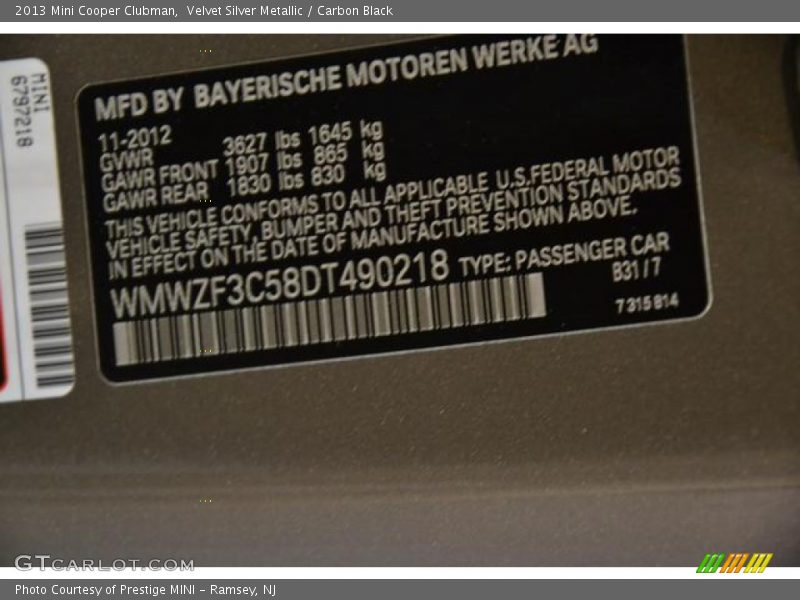 2013 Mini Cooper Clubman,  Velvet Silver Metallic / Carbon Black
MINI
6797218
MFD BY BAYERISCHE MOTOREN WERKE AG
11-2012
GVWR 3627 lbs 1645 kg
GAWR FRONT 1907 lbs 865 kg
GAWR REAR 1830 lbs 830 kg
THIS VEHICLE CONFORMS TO ALL APPLICABLE U.S.FEDERAL MOTOR
VEHICLE SAFETY, BUMPER AND THEFT PREVENTION STANDARDS
IN EFFECT ON THE DATE OF MANUFACTURE SHOWN ABOVE.
WMWZF3C58DT490218 TYPE: PASSENGER CAR
B31 / 7
7 315 814
GTCARLOT.COM
Photo Courtesy of Prestige MINI – Ramsey, NJ